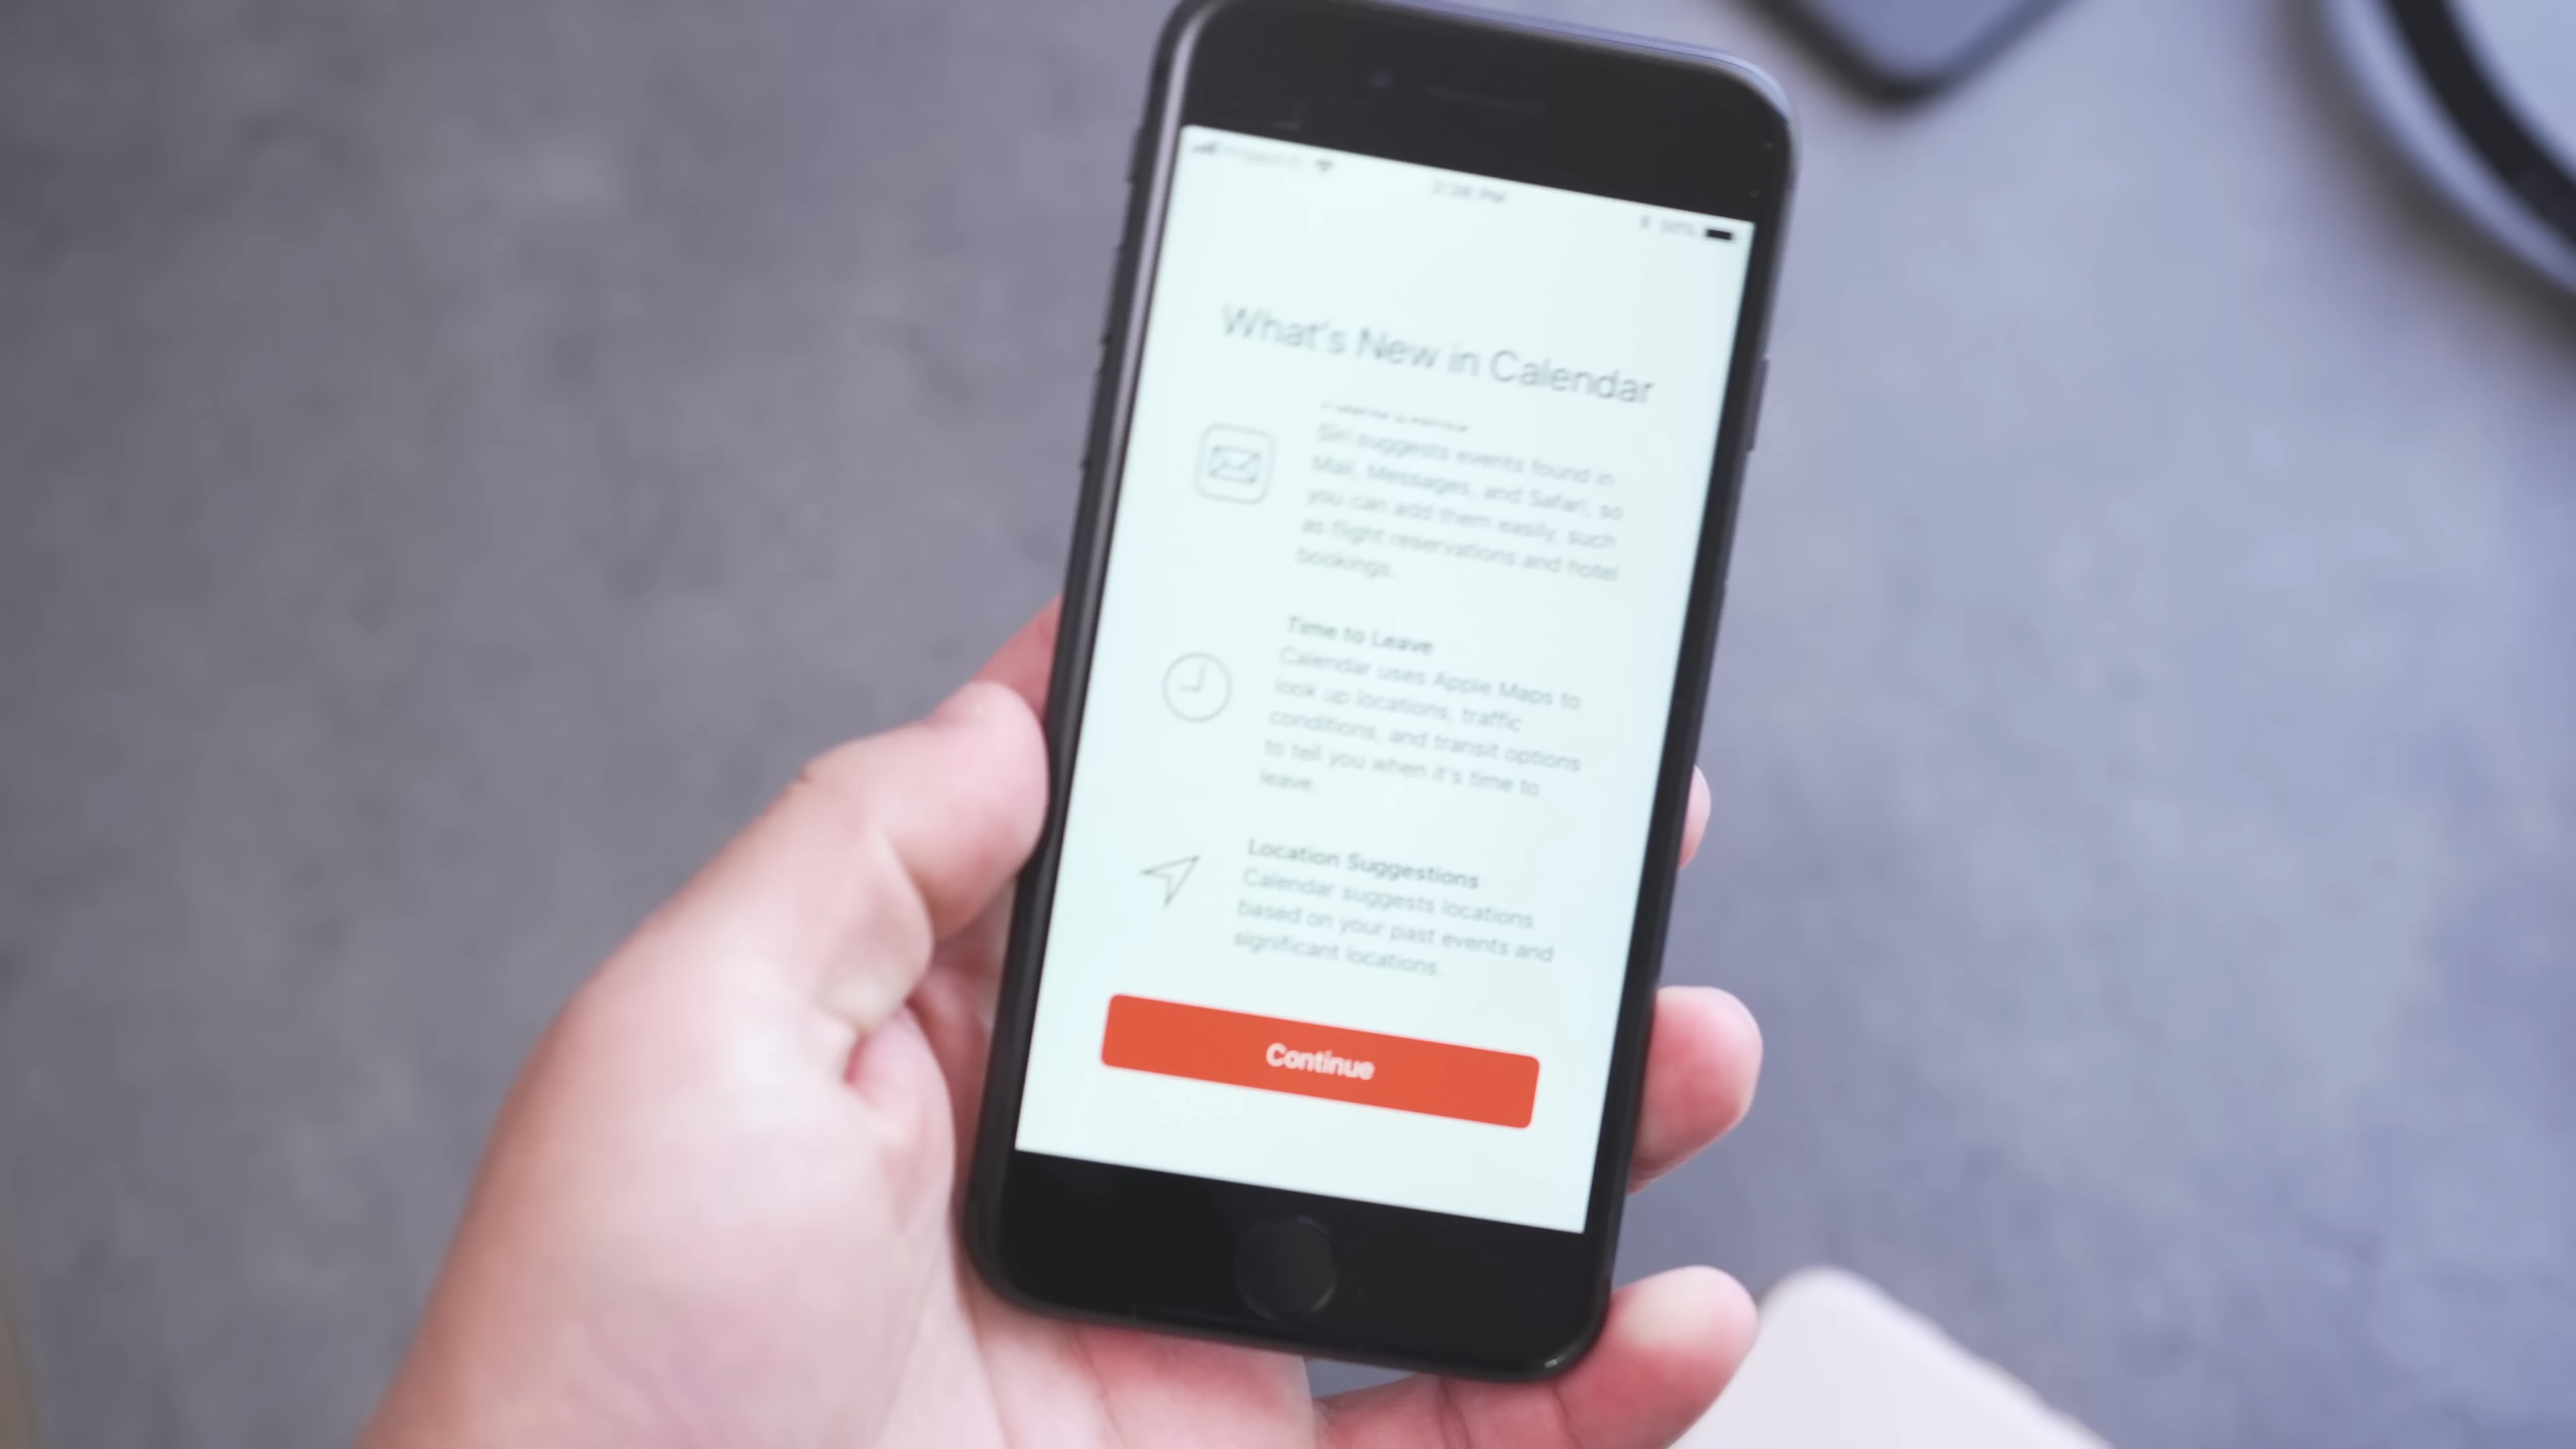 What's New in Calendar
Siri suggests events found in
Mail, Messages, and Safari, so
you can add them easily, such
as flight reservations and hotel
bookings.
Time to Leave
Calendar uses Apple Maps to
look up locations, traffic
conditions, and transit options
to tell you when it's time to
leave.
Location Suggestions
Calendar suggests locations
based on your past events and
significant locations.
Continue